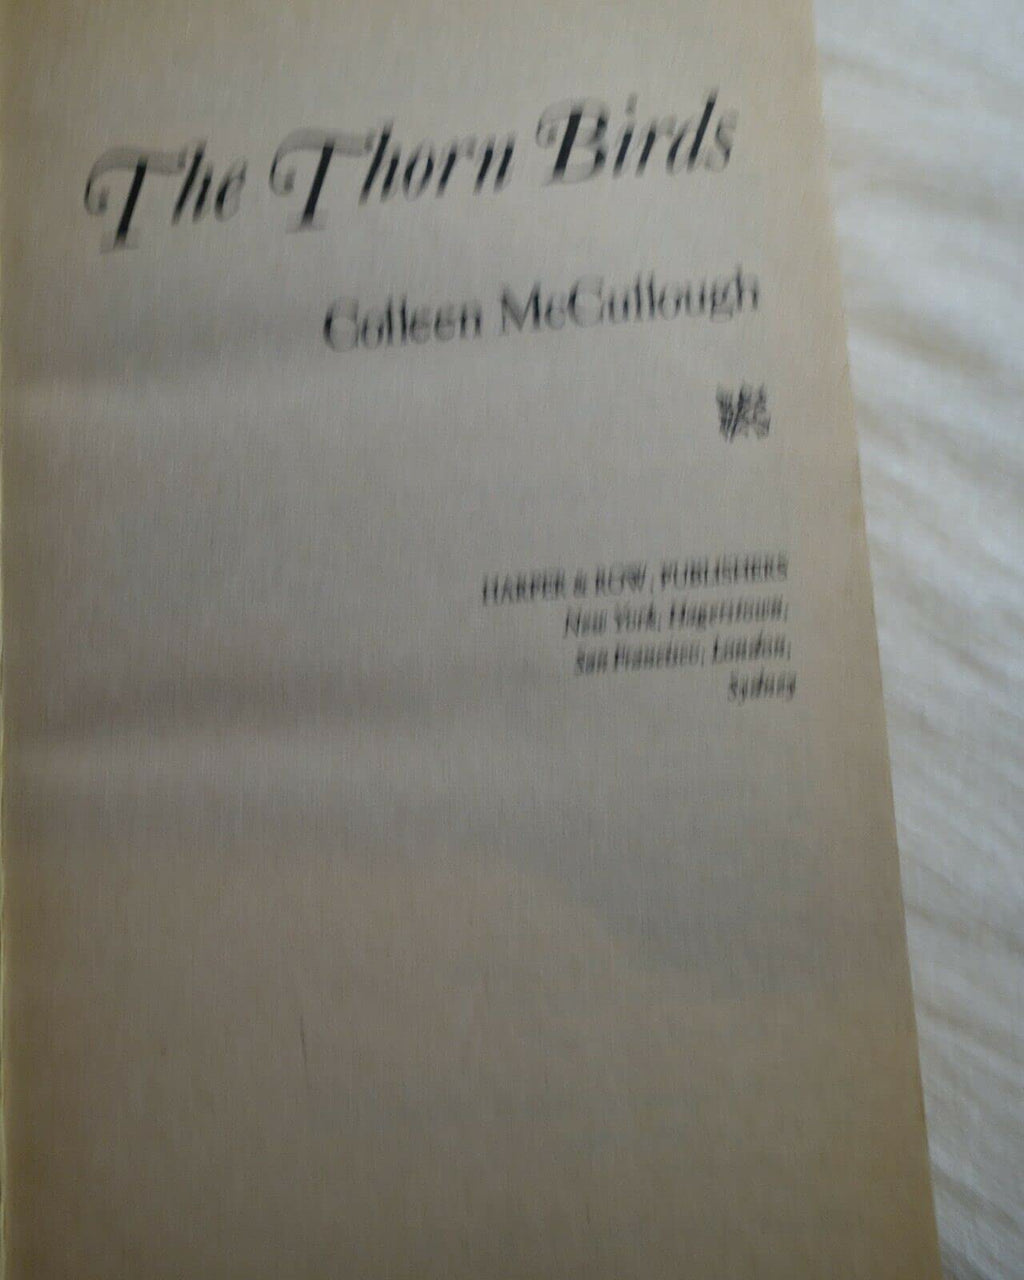 The Thorn Birds
Colleen McCullough
HARPER & ROW, PUBLISHERS
New York, Hagerstown,
San Francisco, London,
Sydney